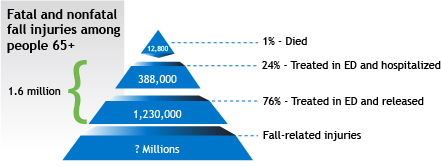 Fatal and nonfatal
fall injuries among
people 65+
12,800
1% - Died
388,000
24% - Treated in ED and hospitalized
1.6 million
1,230,000
76% - Treated in ED and released
? Millions
Fall-related injuries